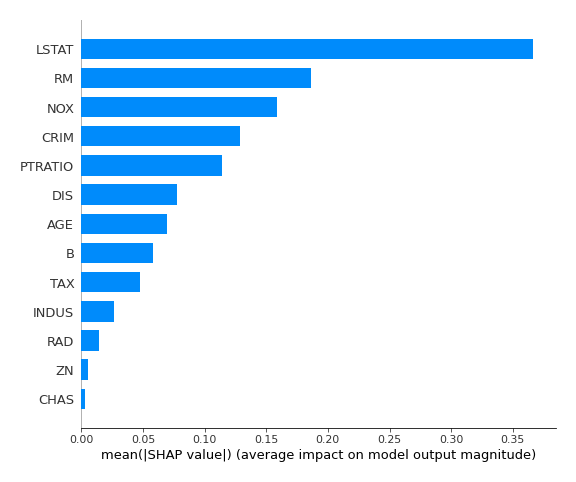 LSTAT
RM
NOX
CRIM
PTRATIO
DIS
AGE
B
TAX
INDUS
RAD
ZN
CHAS
0.00 0.05 0.10 0.15 0.20 0.25 0.30 0.35
mean(|SHAP value|) (average impact on model output magnitude)